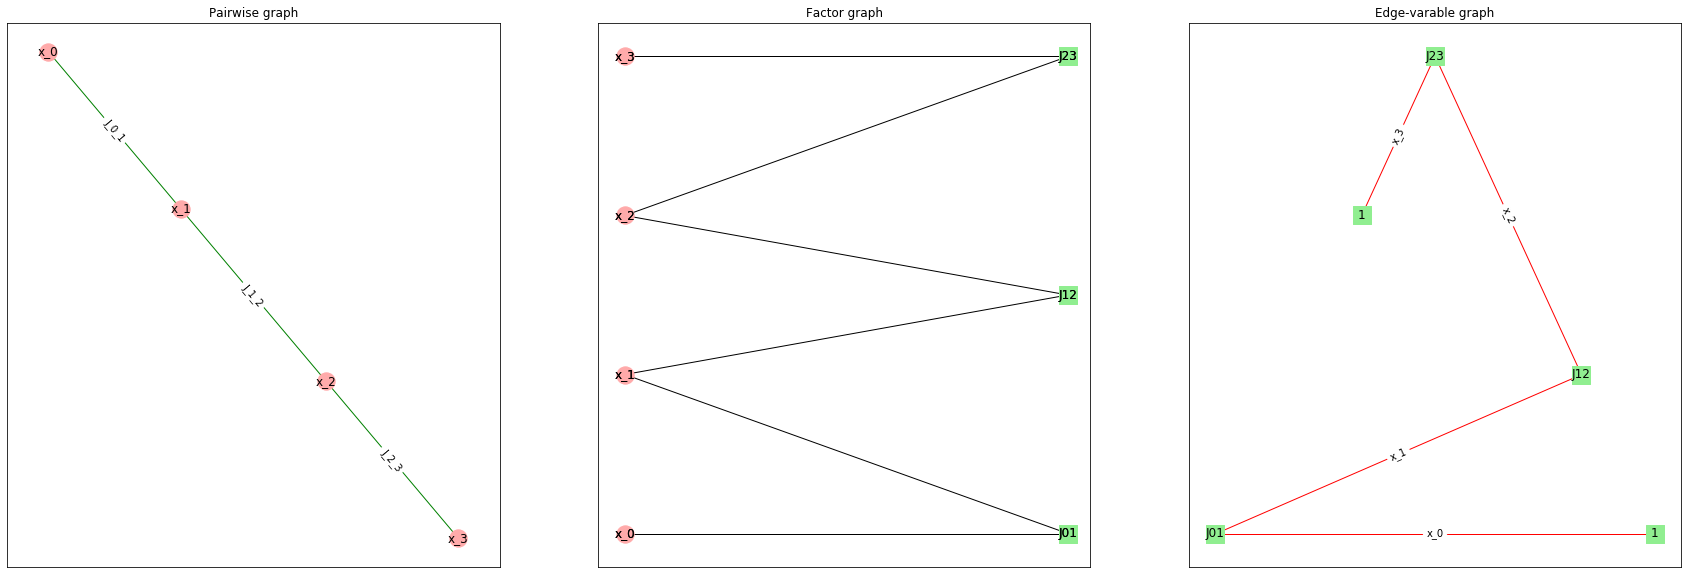 Pairwise graph
x_0
J_0_1
x_1
J_1_2
x_2
J_2_3
x_3
Factor graph
x_3
J23
x_2
J12
x_1
x_0
J01
Edge-varable graph
J23
x_3
1
x_2
J12
x_1
J01
x_0
1